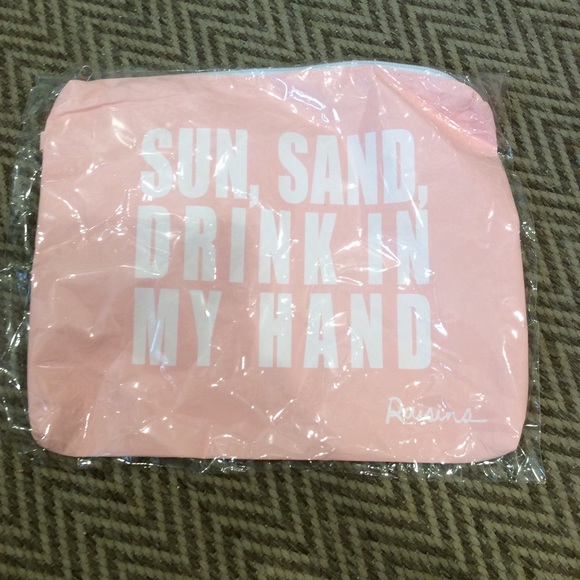 SUN, SAND,
DRINK IN
MY HAND
Raisins